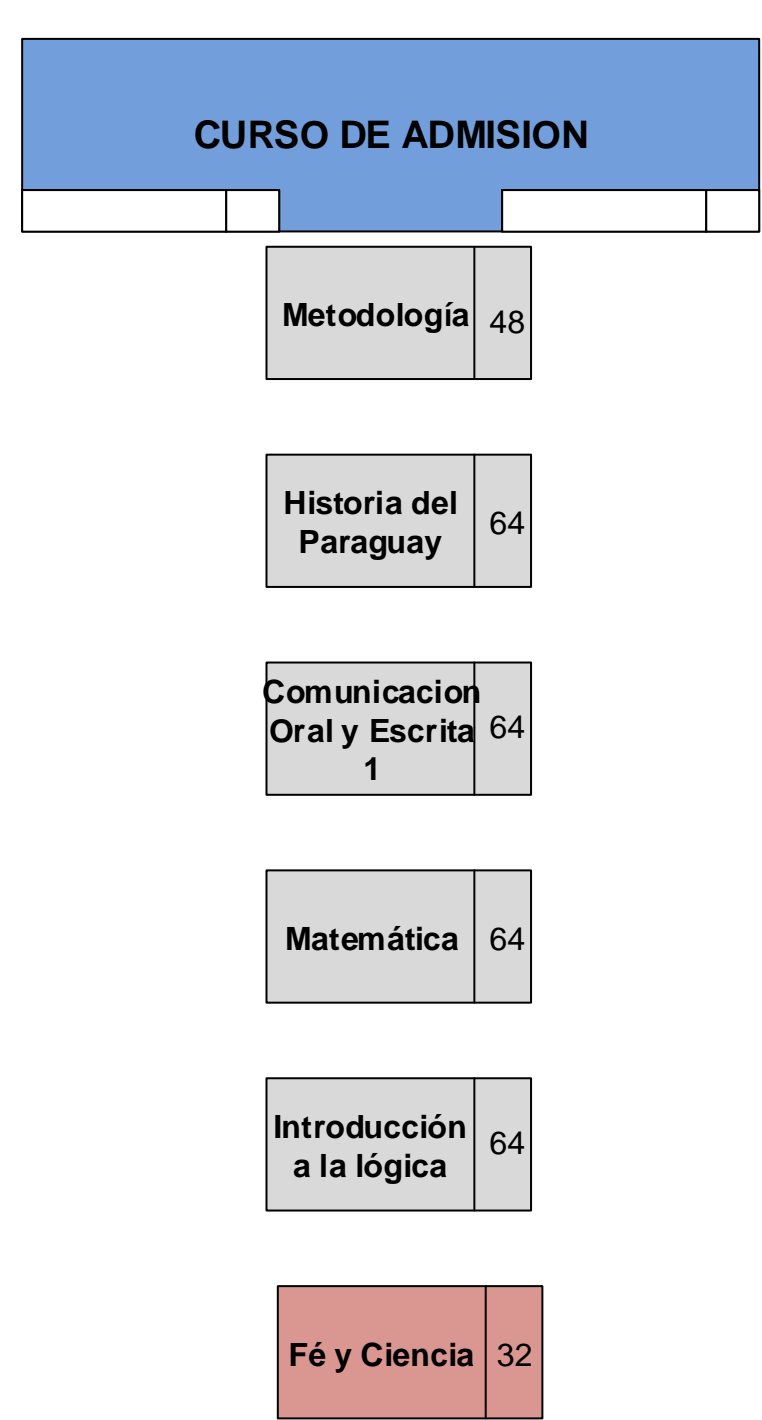 CURSO DE ADMISION
Metodología 48
Historia del
Paraguay 64
Comunicacion
Oral y Escrita 64
1
Matemática 64
Introducción
a la lógica 64
Fé y Ciencia 32